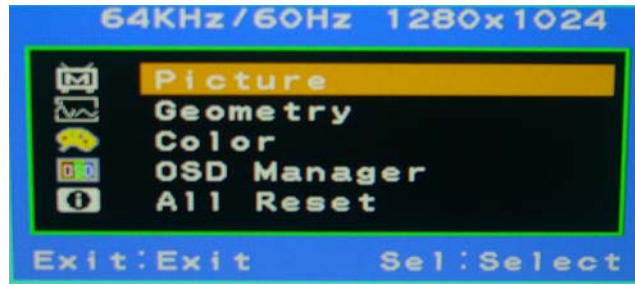 64KHz/60Hz 1280x1024
Picture
Geometry
Color
OSD Manager
All Reset
Exit:Exit Sel:Select